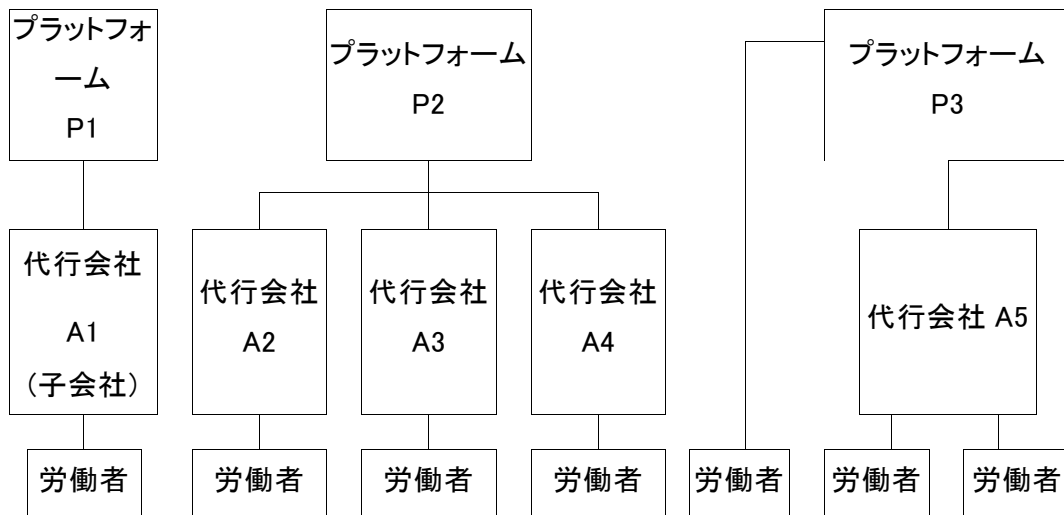 プラットフォ
ーム
P1
プラットフォーム
P2
プラットフォーム
P3
代行会社
A1
(子会社)
代行会社
A2
代行会社
A3
代行会社
A4
代行会社 A5
労働者
労働者
労働者
労働者
労働者
労働者
労働者